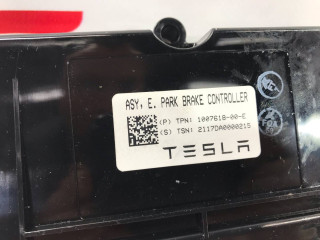 ASY, E. PARK BRAKE CONTROLLER
(P) TPN: 1007618-00-E
(S) TSN: 2117DA0000215
TESLA